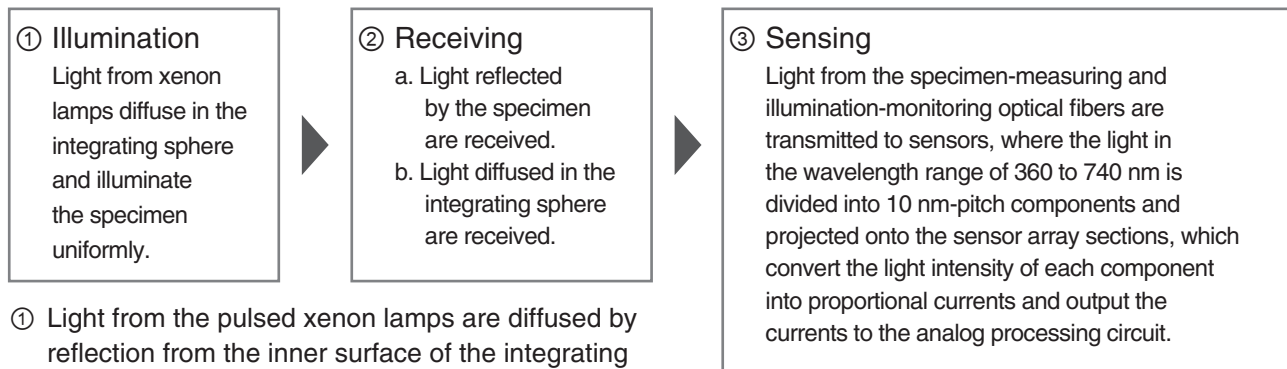 ① Illumination
Light from xenon
lamps diffuse in the
integrating sphere
and illuminate
the specimen
uniformly.
② Receiving
a. Light reflected
by the specimen
are received.
b. Light diffused in the
integrating sphere
are received.
③ Sensing
Light from the specimen-measuring and
illumination-monitoring optical fibers are
transmitted to sensors, where the light in
the wavelength range of 360 to 740 nm is
divided into 10 nm-pitch components and
projected onto the sensor array sections, which
convert the light intensity of each component
into proportional currents and output the
currents to the analog processing circuit.
① Light from the pulsed xenon lamps are diffused by
reflection from the inner surface of the integrating